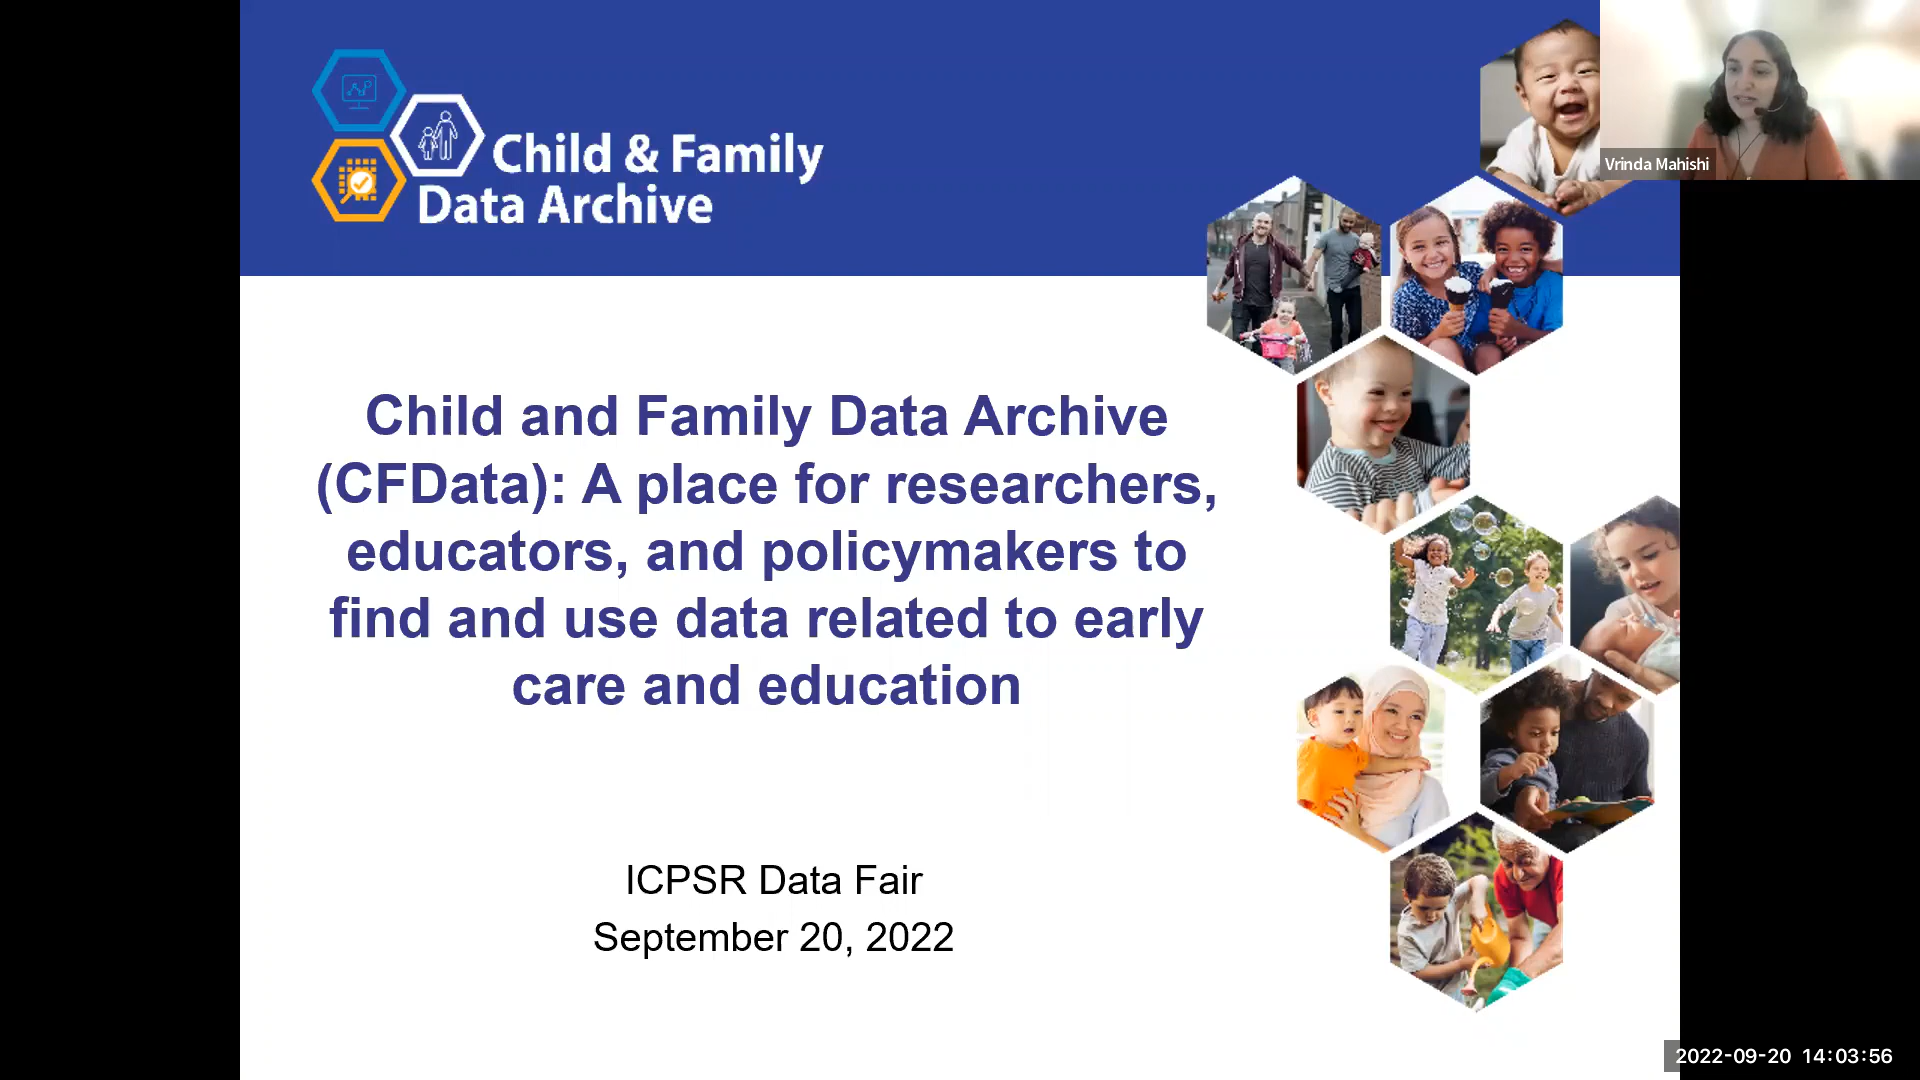 Child & Family
Data Archive
Vrinda Mahishi
Child and Family Data Archive
(CFData): A place for researchers,
educators, and policymakers to
find and use data related to early
care and education
ICPSR Data Fair
September 20, 2022
2022-09-20 14:03:56